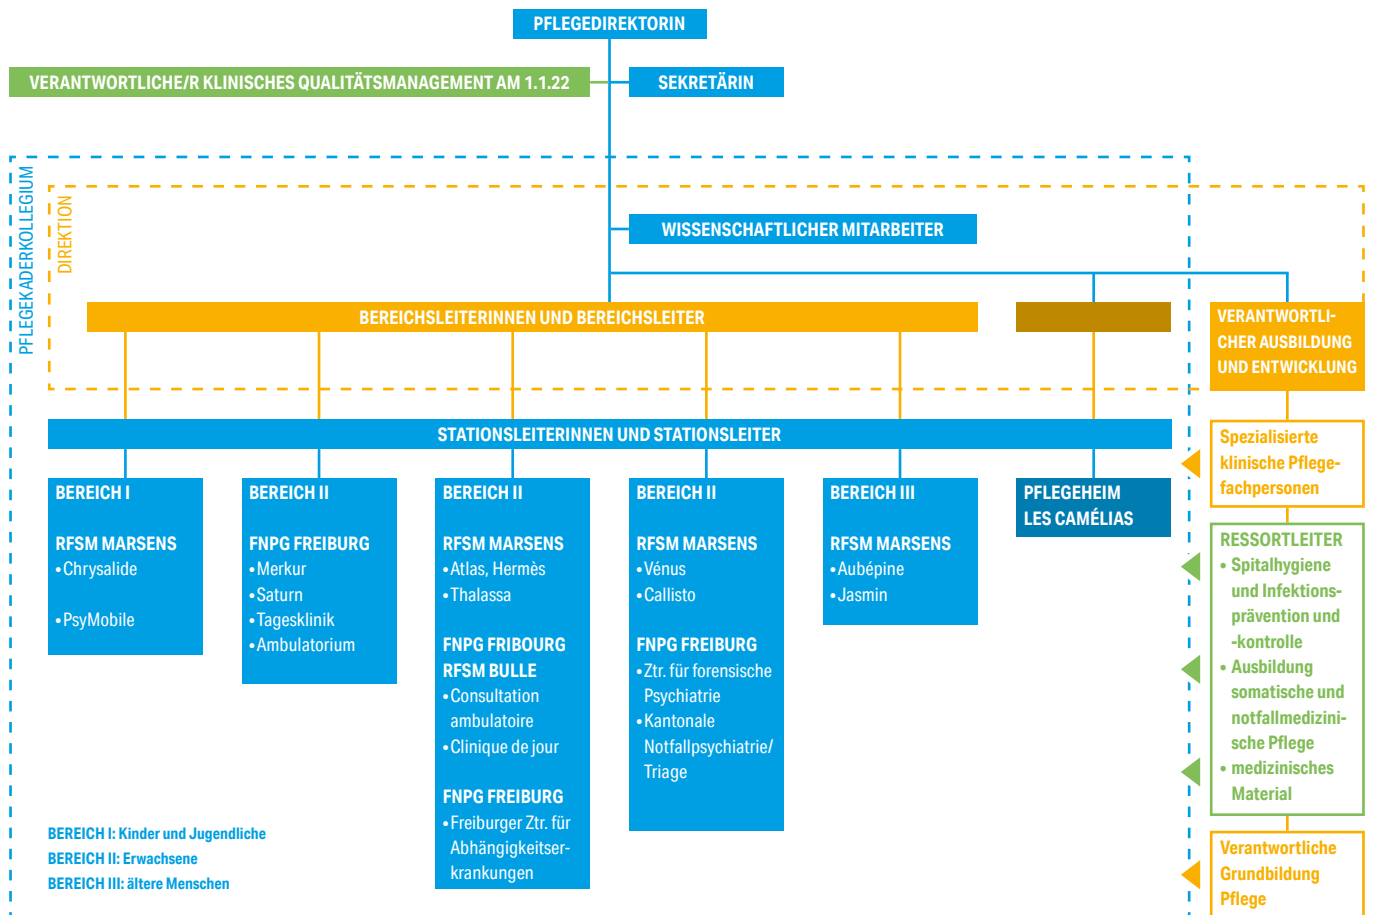 PFLEGEDIREKTORIN
VERANTWORTLICHE/R KLINISCHES QUALITÄTSMANAGEMENT AM 1.1.22
SEKRETÄRIN
PFLEGEKADERKOLLEGIUM
DIREKTION
WISSENSCHAFTLICHER MITARBEITER
BEREICHSLEITERINNEN UND BEREICHSLEITER
VERANTWORTLI-
CHER AUSBILDUNG
UND ENTWICKLUNG
STATIONSLEITERINNEN UND STATIONSLEITER
BEREICH I
RFSM MARSENS
• Chrysalide
• PsyMobile
BEREICH II
FNPG FREIBURG
• Merkur
• Saturn
• Tagesklinik
• Ambulatorium
BEREICH II
RFSM MARSENS
• Atlas, Hermès
• Thalassa
FNPG FRIBOURG
RFSM BULLE
• Consultation
ambulatoire
• Clinique de jour
FNPG FREIBURG
• Freiburger Ztr. für
Abhängigkeitser-
krankungen
BEREICH II
RFSM MARSENS
• Vénus
• Callisto
FNPG FREIBURG
• Ztr. für forensische
Psychiatrie
• Kantonale
Notfallpsychiatrie/
Triage
BEREICH III
RFSM MARSENS
• Aubépine
• Jasmin
PFLEGEHEIM
LES CAMÉLIAS
Spezialisierte
klinische Pflege-
fachpersonen
RESSORTLEITER
• Spitalhygiene
und Infektions-
prävention und
-kontrolle
• Ausbildung
somatische und
notfallmedizini-
sche Pflege
• medizinisches
Material
Verantwortliche
Grundbildung
Pflege
BEREICH I: Kinder und Jugendliche
BEREICH II: Erwachsene
BEREICH III: ältere Menschen